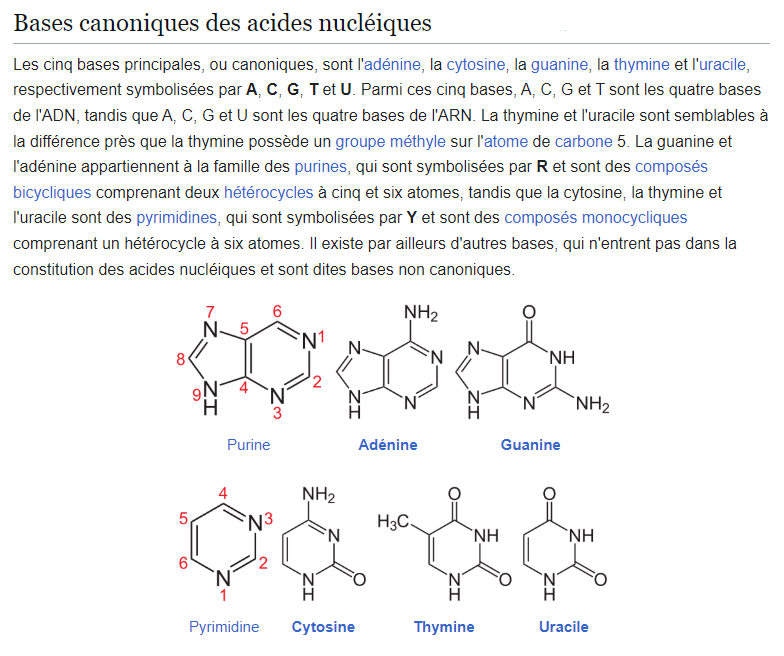 Bases canoniques des acides nucléiques
Les cinq bases principales, ou canoniques, sont l'adénine, la cytosine, la guanine, la thymine et l'uracile,
respectivement symbolisées par A, C, G, T et U. Parmi ces cinq bases, A, C, G et T sont les quatre bases
de l'ADN, tandis que A, C, G et U sont les quatre bases de l'ARN. La thymine et l'uracile sont semblables à
la différence près que la thymine possède un groupe méthyle sur l'atome de carbone 5. La guanine et
l'adénine appartiennent à la famille des purines, qui sont symbolisées par R et sont des composés
bicycliques comprenant deux hétérocycles à cinq et six atomes, tandis que la cytosine, la thymine et
l'uracile sont des pyrimidines, qui sont symbolisées par Y et sont des composés monocycliques
comprenant un hétérocycle à six atomes. Il existe par ailleurs d'autres bases, qui n'entrent pas dans la
constitution des acides nucléiques et sont dites bases non canoniques.
7 6 NH₂ O
N 5 N 1 N N N NH
8
9 N H 4 N 3 2 N H N N H N NH₂
Purine Adénine Guanine
4 NH₂ O O
5 N 3 N H₃C NH NH
6 N 1 2 N H O N H O N H O
Pyrimidine Cytosine Thymine Uracile